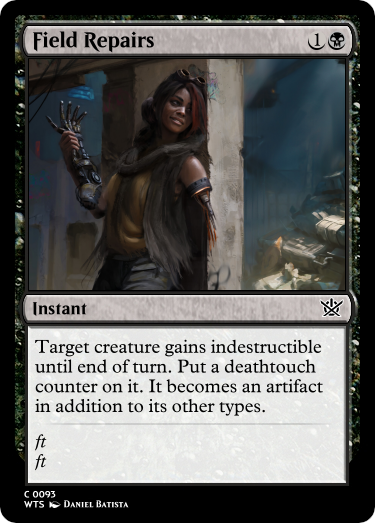 Field Repairs 1
Instant
Target creature gains indestructible
until end of turn. Put a deathtouch
counter on it. It becomes an artifact
in addition to its other types.
ft
ft
C 0093
WTS Daniel Batista